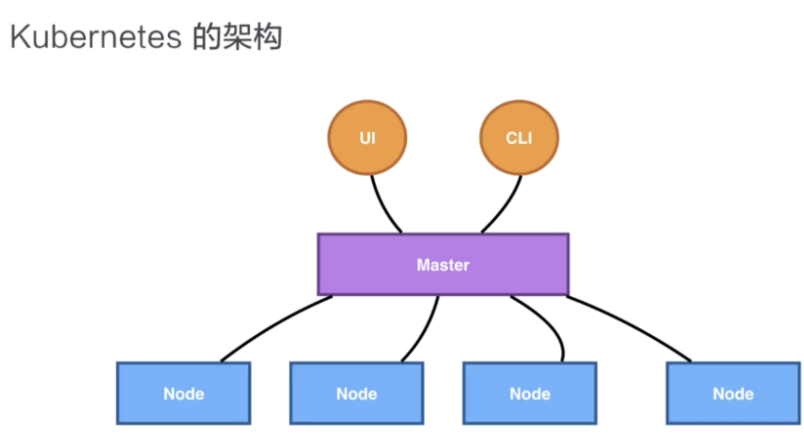 Kubernetes 的架构
UI
CLI
Master
Node
Node
Node
Node